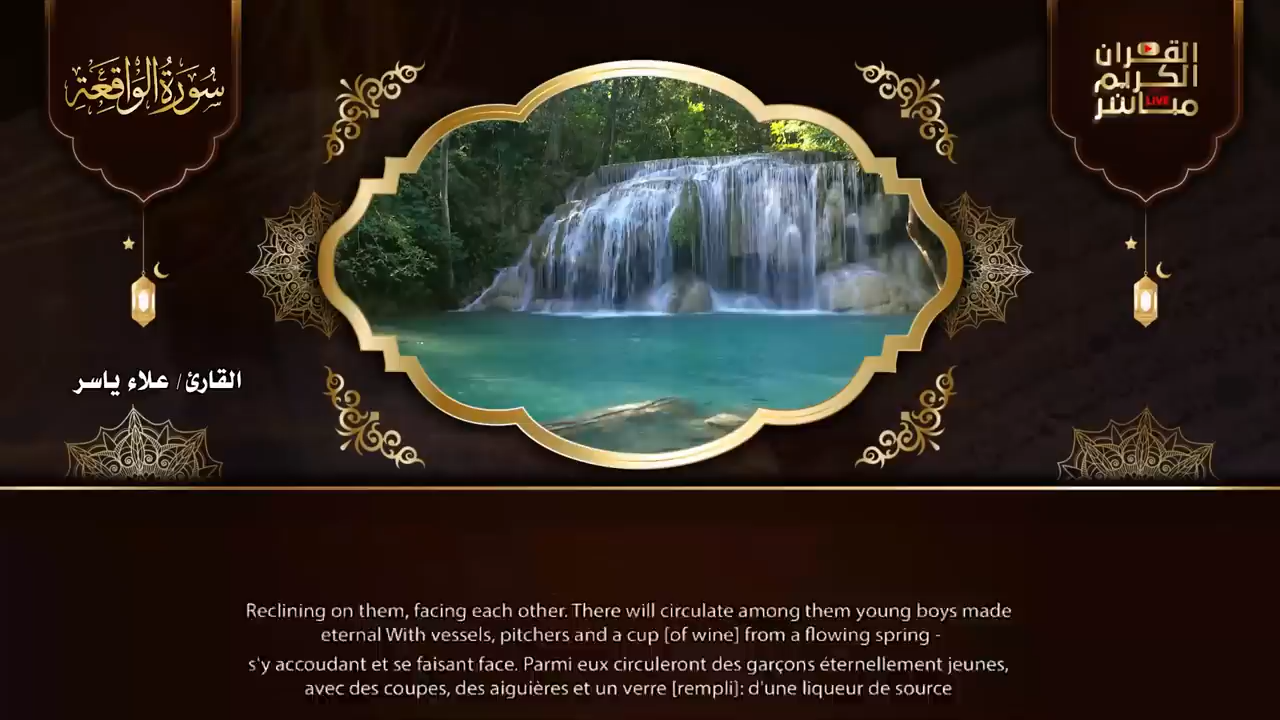 سُورَةُ الْوَاقِعَة
القرآن
الكريم
مباشر
LIVE
القارئ/ علاء ياسر
Reclining on them, facing each other. There will circulate among them young boys made
eternal With vessels, pitchers and a cup [of wine] from a flowing spring -
s'y accoudant et se faisant face. Parmi eux circuleront des garçons éternellement jeunes,
avec des coupes, des aiguières et un verre [rempli]: d'une liqueur de source